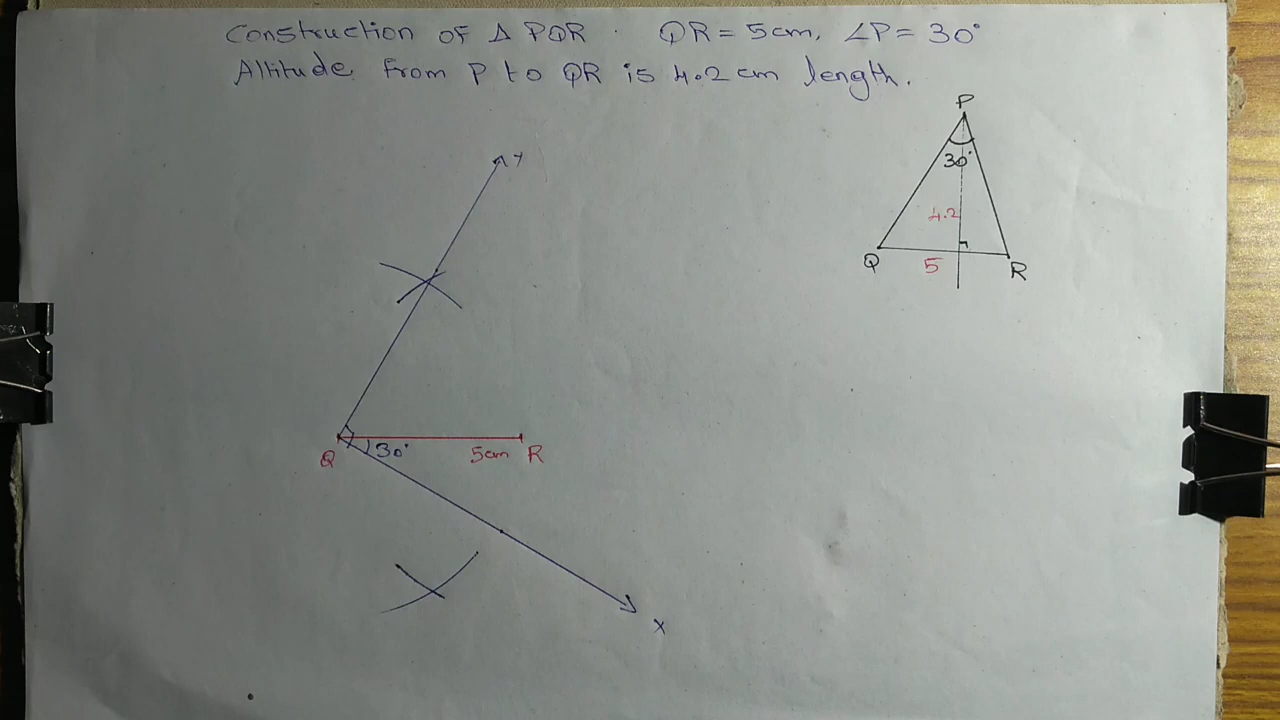 Construction of Δ PQR . QR = 5cm, ∠P = 30°
Altitude from P to QR is 4.2 cm length.
P
30°
4.2
Q 5 R
Y
Q 30° 5cm R
X